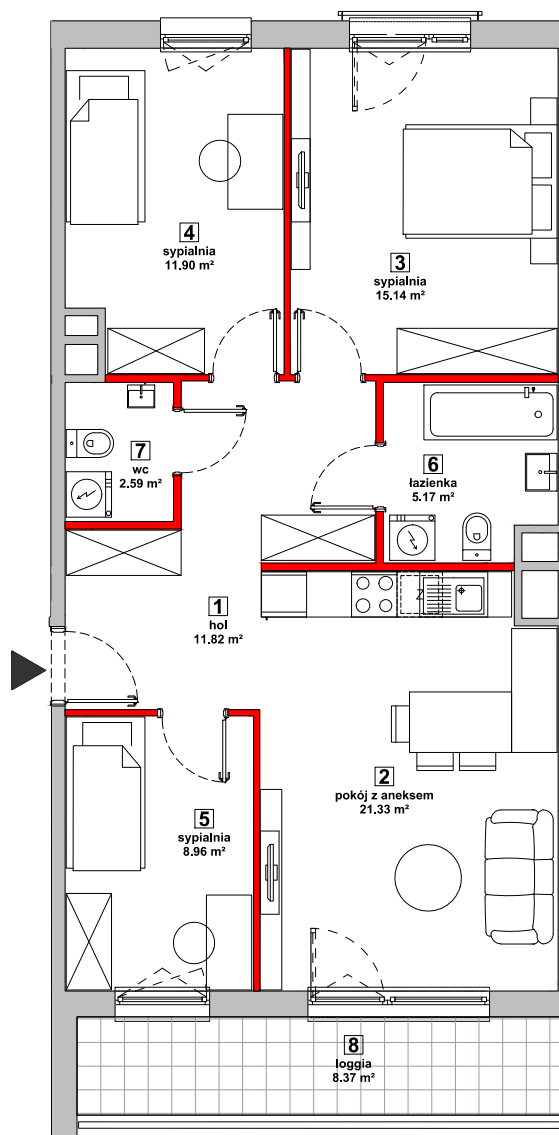 4
sypialnia
11.90 m²
3
sypialnia
15.14 m²
7
wc
2.59 m²
6
łazienka
5.17 m²
1
hol
11.82 m²
Z
2
pokój z aneksem
21.33 m²
5
sypialnia
8.96 m²
8
loggia
8.37 m²